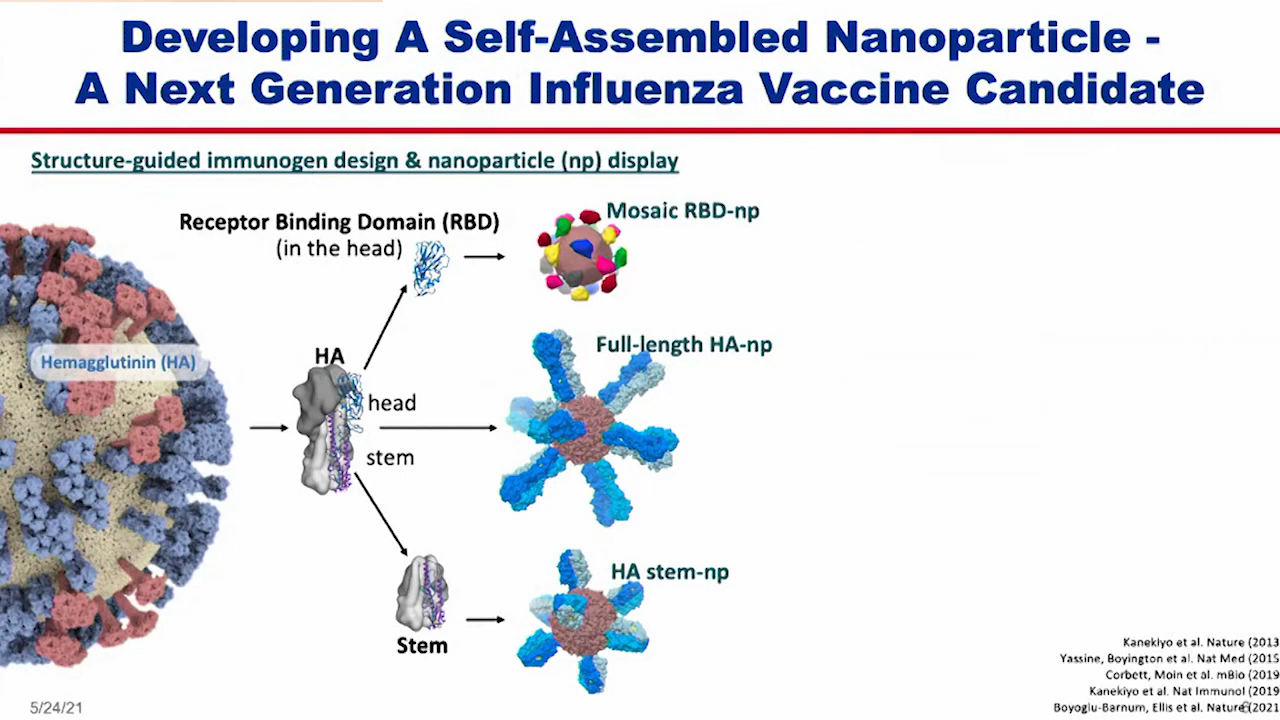 Developing A Self-Assembled Nanoparticle -
A Next Generation Influenza Vaccine Candidate
Structure-guided immunogen design & nanoparticle (np) display
Receptor Binding Domain (RBD)
(in the head)
Mosaic RBD-np
Hemagglutinin (HA)
HA
head
stem
Full-length HA-np
Stem
HA stem-np
Kanekiyo et al. Nature (2013
Yassine, Boyington et al. Nat Med (2015
Corbett, Moin et al. mBio (2019
Kanekiyo et al. Nat Immunol (2019
Boyoglu-Barnum, Ellis et al. Nature (2021
5/24/21
6